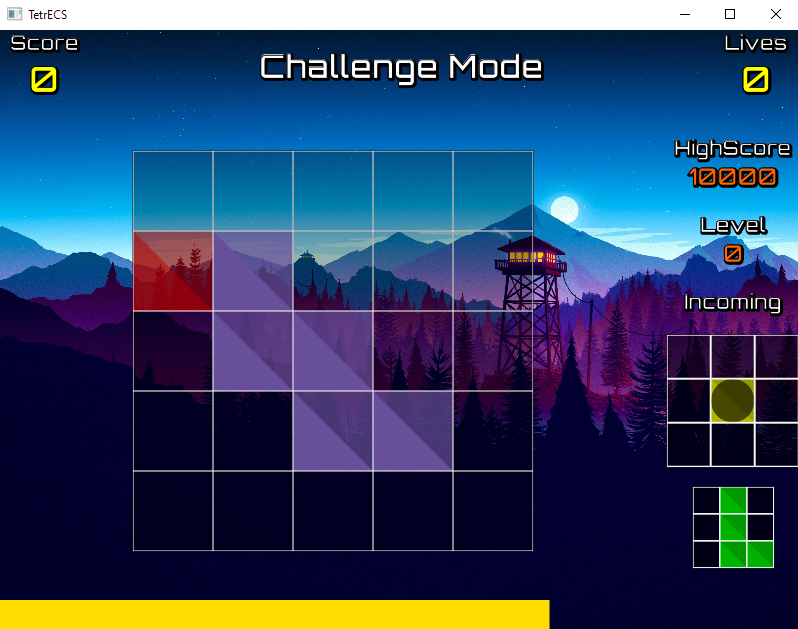 TetrECS
Score
0
Challenge Mode
Lives
0
HighScore
10000
Level
0
Incoming